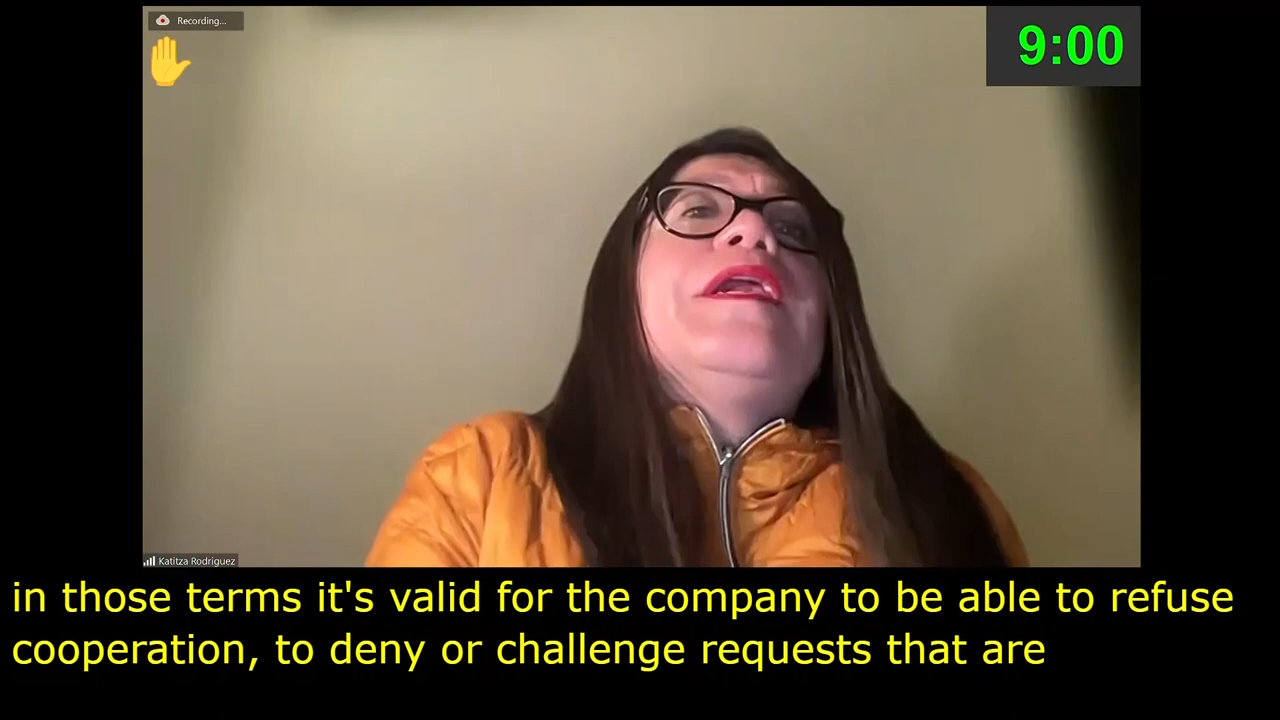 Recording...
9:00
Katitza Rodriguez
in those terms it's valid for the company to be able to refuse
cooperation, to deny or challenge requests that are